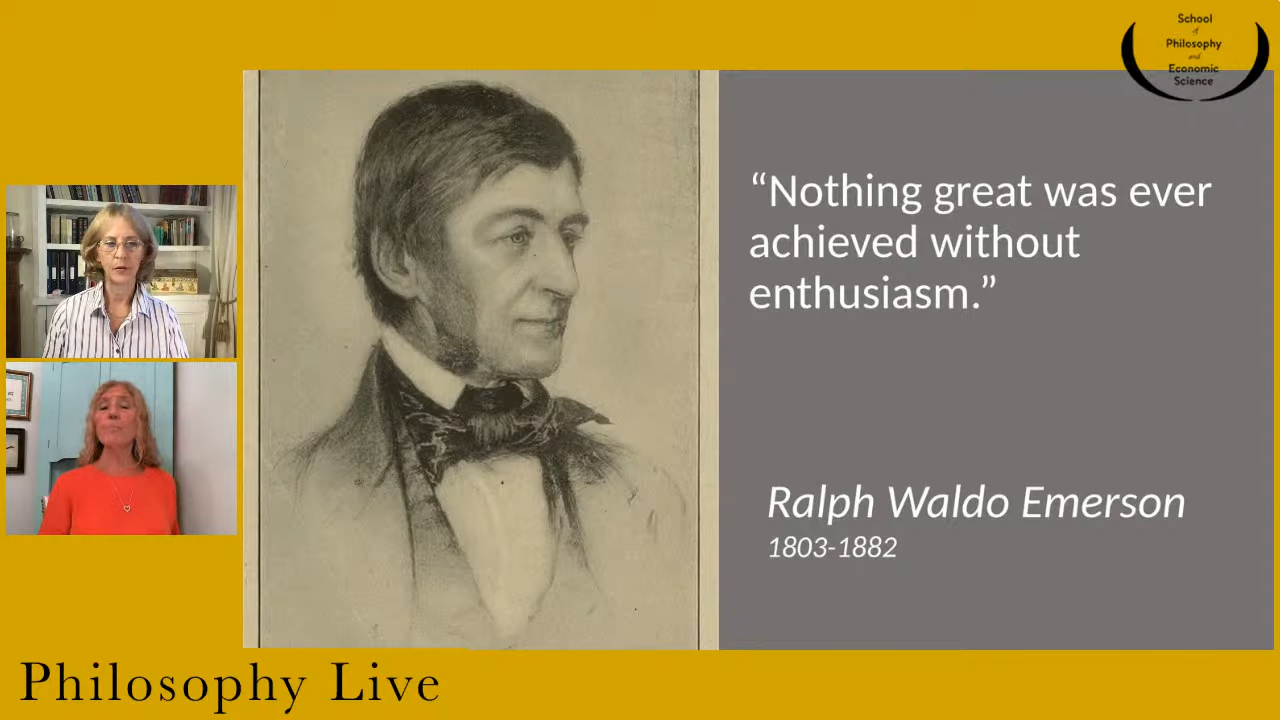 School
of
Philosophy
and
Economic
Science
“Nothing great was ever
achieved without
enthusiasm.”
Ralph Waldo Emerson
1803-1882
Philosophy Live